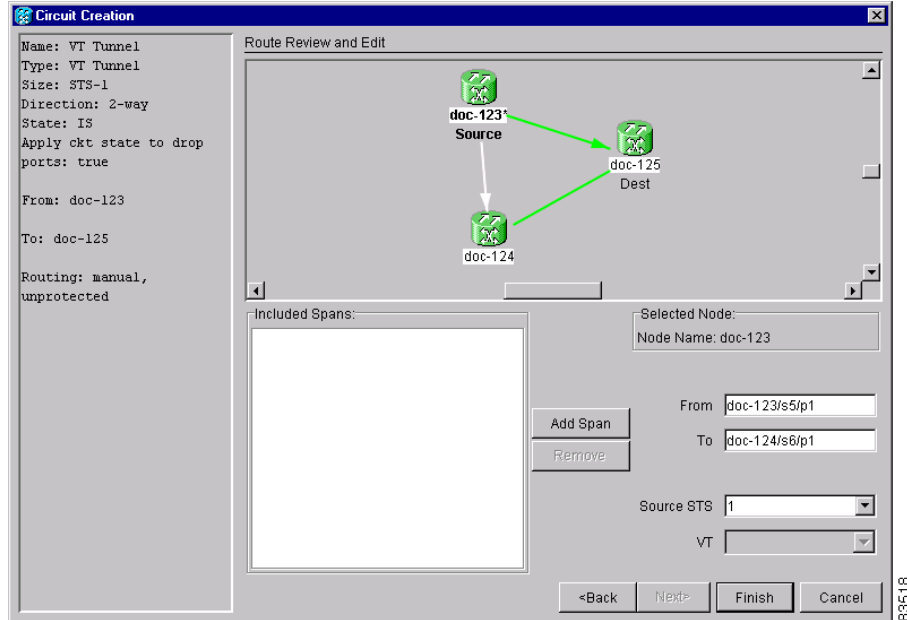 Circuit Creation
Name: VT Tunnel
Type: VT Tunnel
Size: STS-1
Direction: 2-way
State: IS
Apply ckt state to drop
ports: true
From: doc-123
To: doc-125
Routing: manual,
unprotected
Route Review and Edit
doc-123*
Source
doc-125
Dest
doc-124
Included Spans:
Add Span
Remove
Selected Node:
Node Name: doc-123
From doc-123/s5/p1
To doc-124/s6/p1
Source STS 1
VT
<Back Next> Finish Cancel
83518